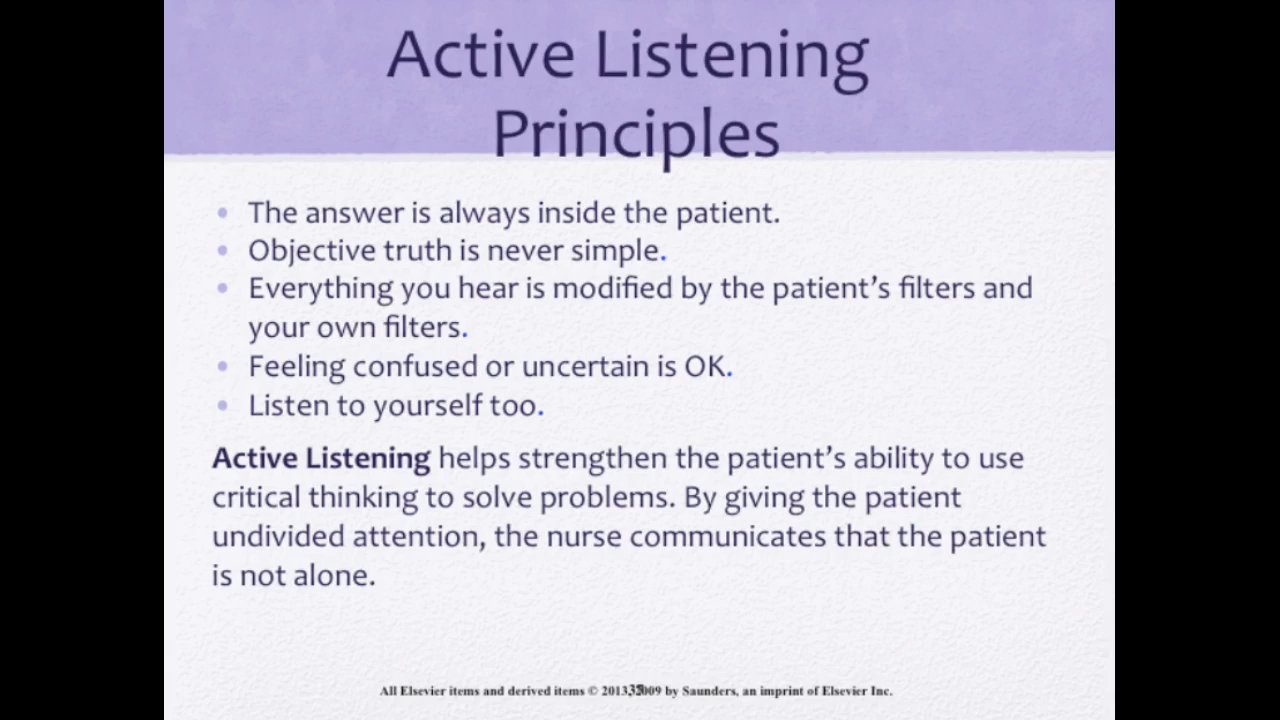 Active Listening
Principles
• The answer is always inside the patient.
• Objective truth is never simple.
• Everything you hear is modified by the patient’s filters and
your own filters.
• Feeling confused or uncertain is OK.
• Listen to yourself too.
Active Listening helps strengthen the patient’s ability to use
critical thinking to solve problems. By giving the patient
undivided attention, the nurse communicates that the patient
is not alone.
All Elsevier items and derived items © 2013, by Saunders, an imprint of Elsevier Inc.